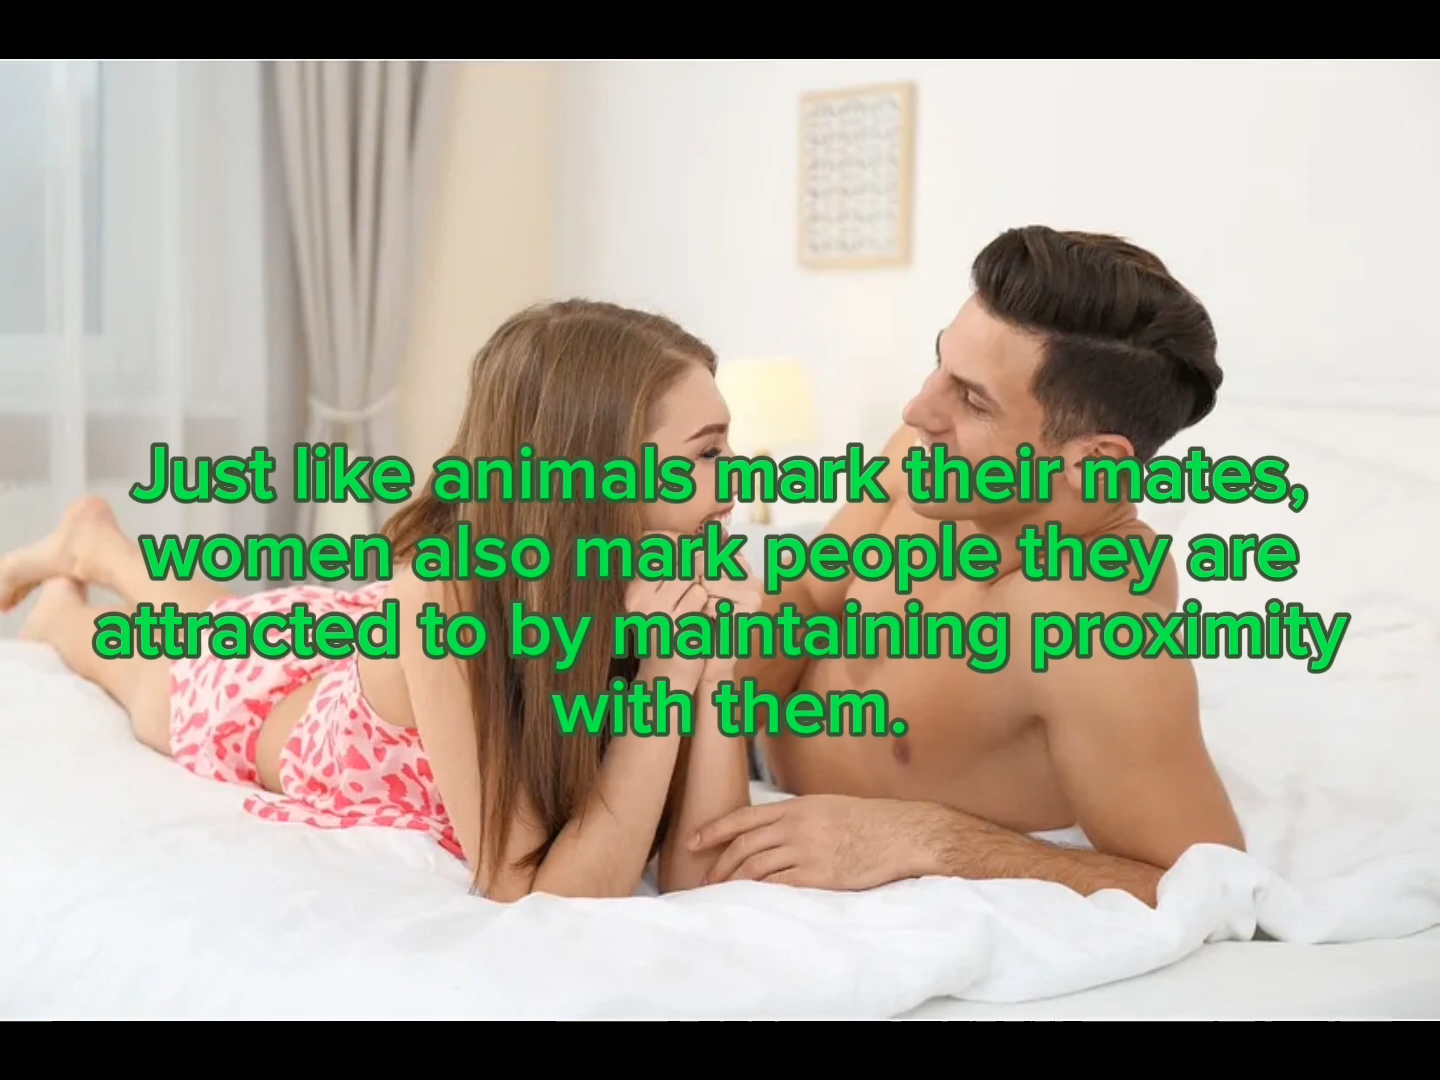 Just like animals mark their mates,
women also mark people they are
attracted to by maintaining proximity
with them.